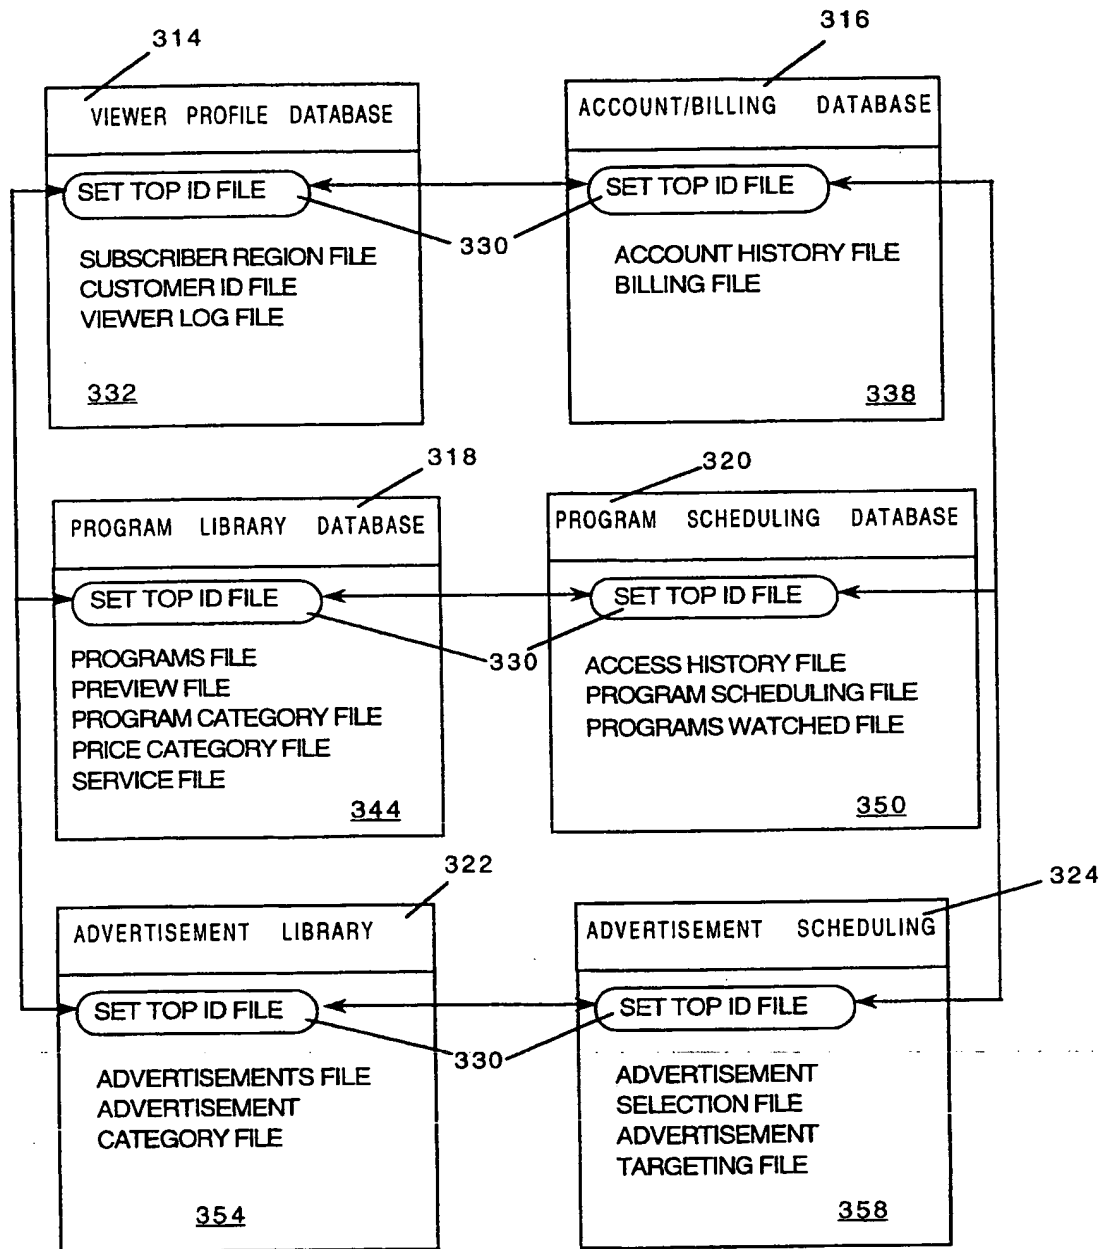 314
316
VIEWER PROFILE DATABASE
SET TOP ID FILE
SUBSCRIBER REGION FILE
CUSTOMER ID FILE
VIEWER LOG FILE
332
330
ACCOUNT/BILLING DATABASE
SET TOP ID FILE
ACCOUNT HISTORY FILE
BILLING FILE
338
318
320
PROGRAM LIBRARY DATABASE
SET TOP ID FILE
PROGRAMS FILE
PREVIEW FILE
PROGRAM CATEGORY FILE
PRICE CATEGORY FILE
SERVICE FILE
344
330
PROGRAM SCHEDULING DATABASE
SET TOP ID FILE
ACCESS HISTORY FILE
PROGRAM SCHEDULING FILE
PROGRAMS WATCHED FILE
350
322
324
ADVERTISEMENT LIBRARY
SET TOP ID FILE
ADVERTISEMENTS FILE
ADVERTISEMENT
CATEGORY FILE
354
330
ADVERTISEMENT SCHEDULING
SET TOP ID FILE
ADVERTISEMENT
SELECTION FILE
ADVERTISEMENT
TARGETING FILE
358